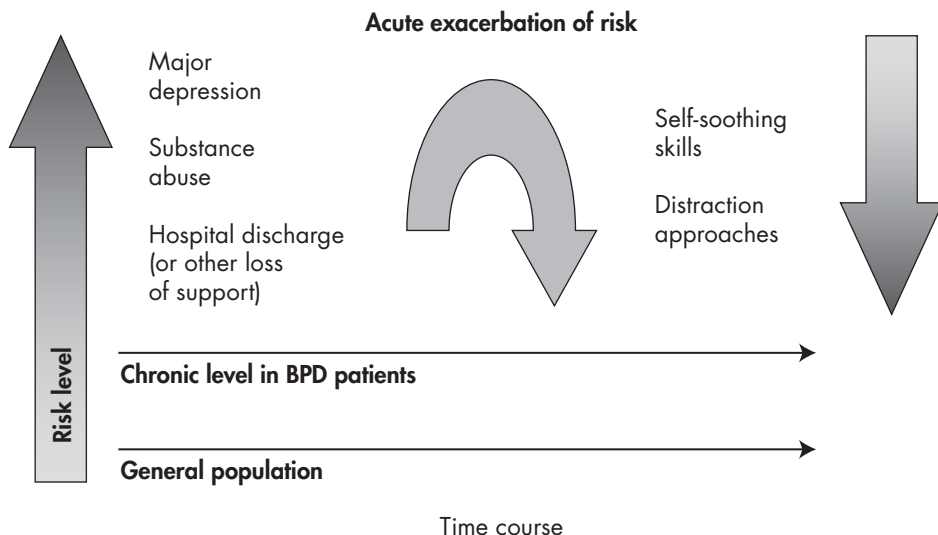 Acute exacerbation of risk
Major
depression
Substance
abuse
Hospital discharge
(or other loss
of support)
Self-soothing
skills
Distraction
approaches
Risk level
Chronic level in BPD patients
General population
Time course